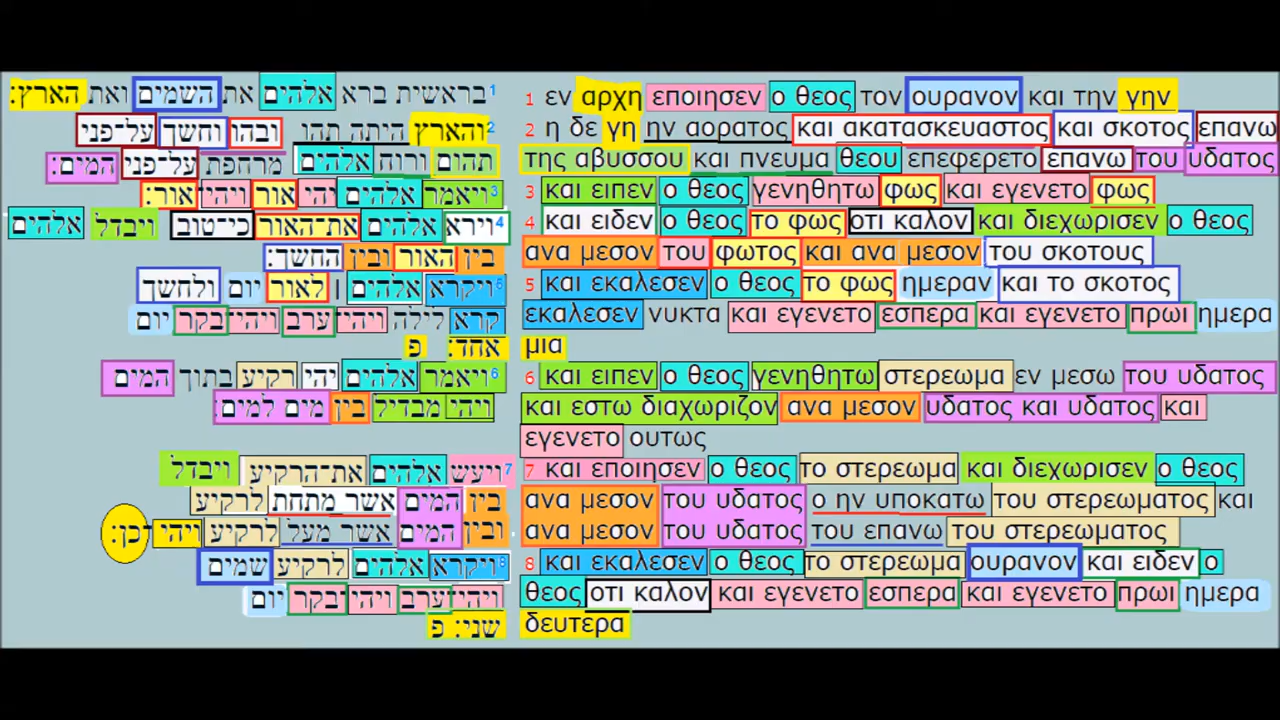 1בראשית ברא אלהים את השמים ואת הארץ׃
2והארץ היתה תהו ובהו וחשך על־פני
תהום ורוח אלהים מרחפת על־פני המים׃
3ויאמר אלהים יהי אור ויהי־אור׃
4וירא אלהים את־האור כי־טוב ויבדל אלהים
בין האור ובין החשך׃
5ויקרא אלהים ׀ לאור יום ולחשך
קרא לילה ויהי־ערב ויהי־בקר יום
אחד׃ פ
6ויאמר אלהים יהי רקיע בתוך המים
ויהי מבדיל בין מים למים׃
7ויעש אלהים את־הרקיע ויבדל
בין המים אשר מתחת לרקיע
ובין המים אשר מעל לרקיע ויהי־כן׃
8ויקרא אלהים לרקיע שמים
ויהי־ערב ויהי־בקר יום
שני׃ פ
1 εν αρχη εποιησεν ο θεος τον ουρανον και την γην
2 η δε γη ην αορατος και ακατασκευαστος και σκοτος επανω
της αβυσσου και πνευμα θεου επεφερετο επανω του υδατος
3 και ειπεν ο θεος γενηθητω φως και εγενετο φως
4 και ειδεν ο θεος το φως οτι καλον και διεχωρισεν ο θεος
ανα μεσον του φωτος και ανα μεσον του σκοτους
5 και εκαλεσεν ο θεος το φως ημεραν και το σκοτος
εκαλεσεν νυκτα και εγενετο εσπερα και εγενετο πρωι ημερα
μια
6 και ειπεν ο θεος γενηθητω στερεωμα εν μεσω του υδατος
και εστω διαχωριζον ανα μεσον υδατος και υδατος και
εγενετο ουτως
7 και εποιησεν ο θεος το στερεωμα και διεχωρισεν ο θεος
ανα μεσον του υδατος ο ην υποκατω του στερεωματος και
ανα μεσον του υδατος του επανω του στερεωματος
8 και εκαλεσεν ο θεος το στερεωμα ουρανον και ειδεν ο
θεος οτι καλον και εγενετο εσπερα και εγενετο πρωι ημερα
δευτερα